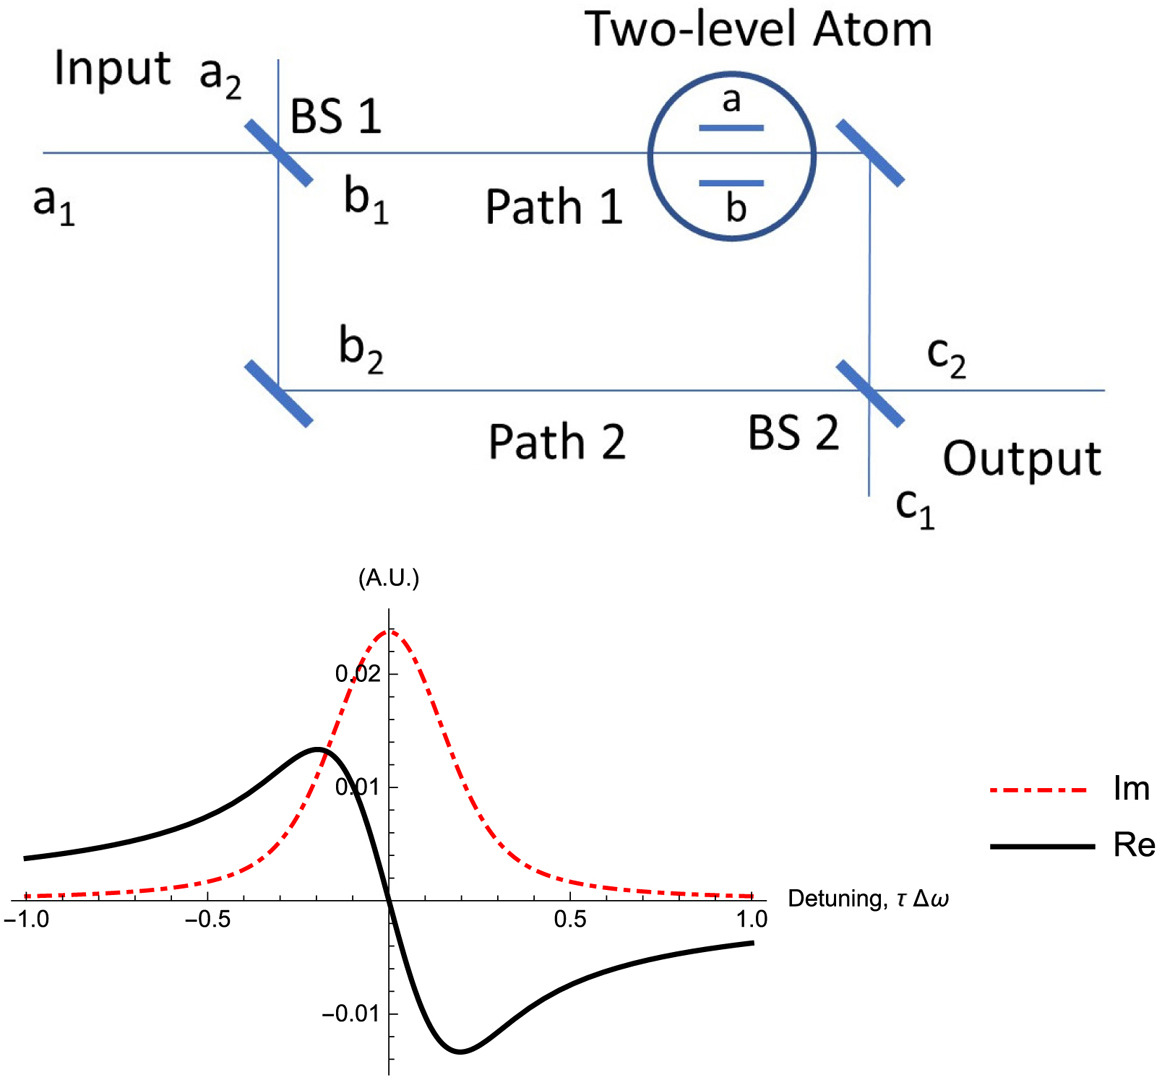 Two-level Atom
Input a₂
BS 1
a
a₁
b₁
Path 1
b
b₂
c₂
Path 2
BS 2
Output
c₁
(A.U.)
0.02
0.01
Im
Re
Detuning, τ Δω
−1.0
−0.5
0.5
1.0
−0.01